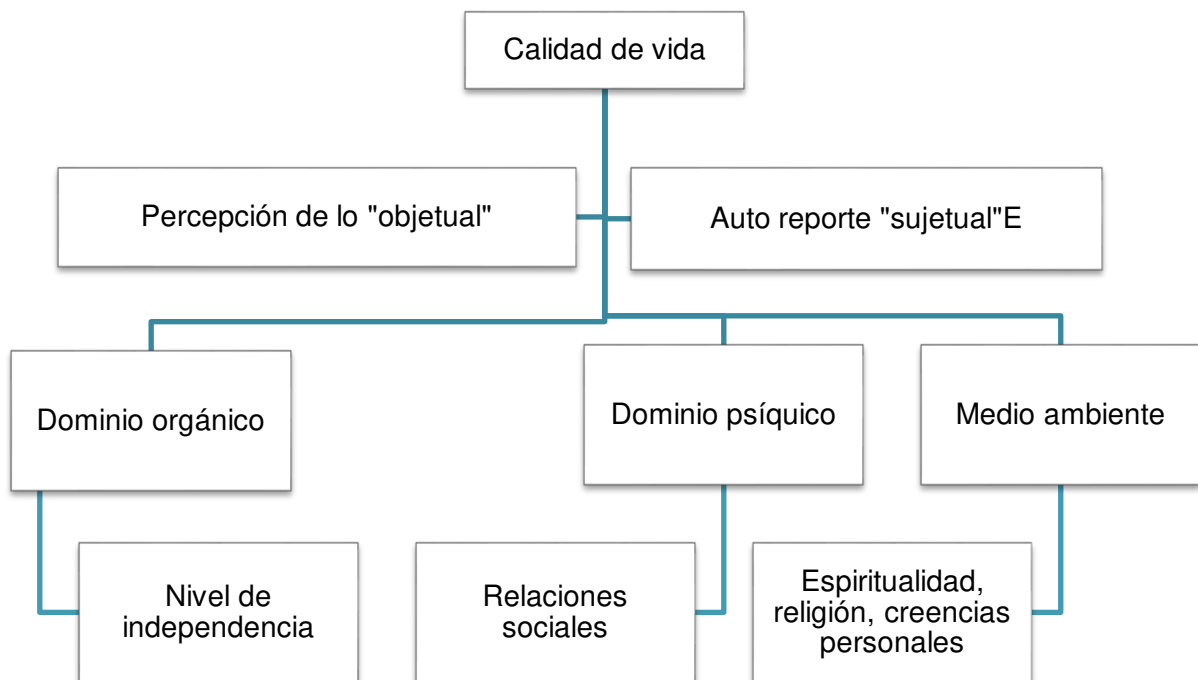 Calidad de vida
Percepción de lo "objetual"
Auto reporte "sujetual"E
Dominio orgánico
Dominio psíquico
Medio ambiente
Nivel de
independencia
Relaciones
sociales
Espiritualidad,
religión, creencias
personales